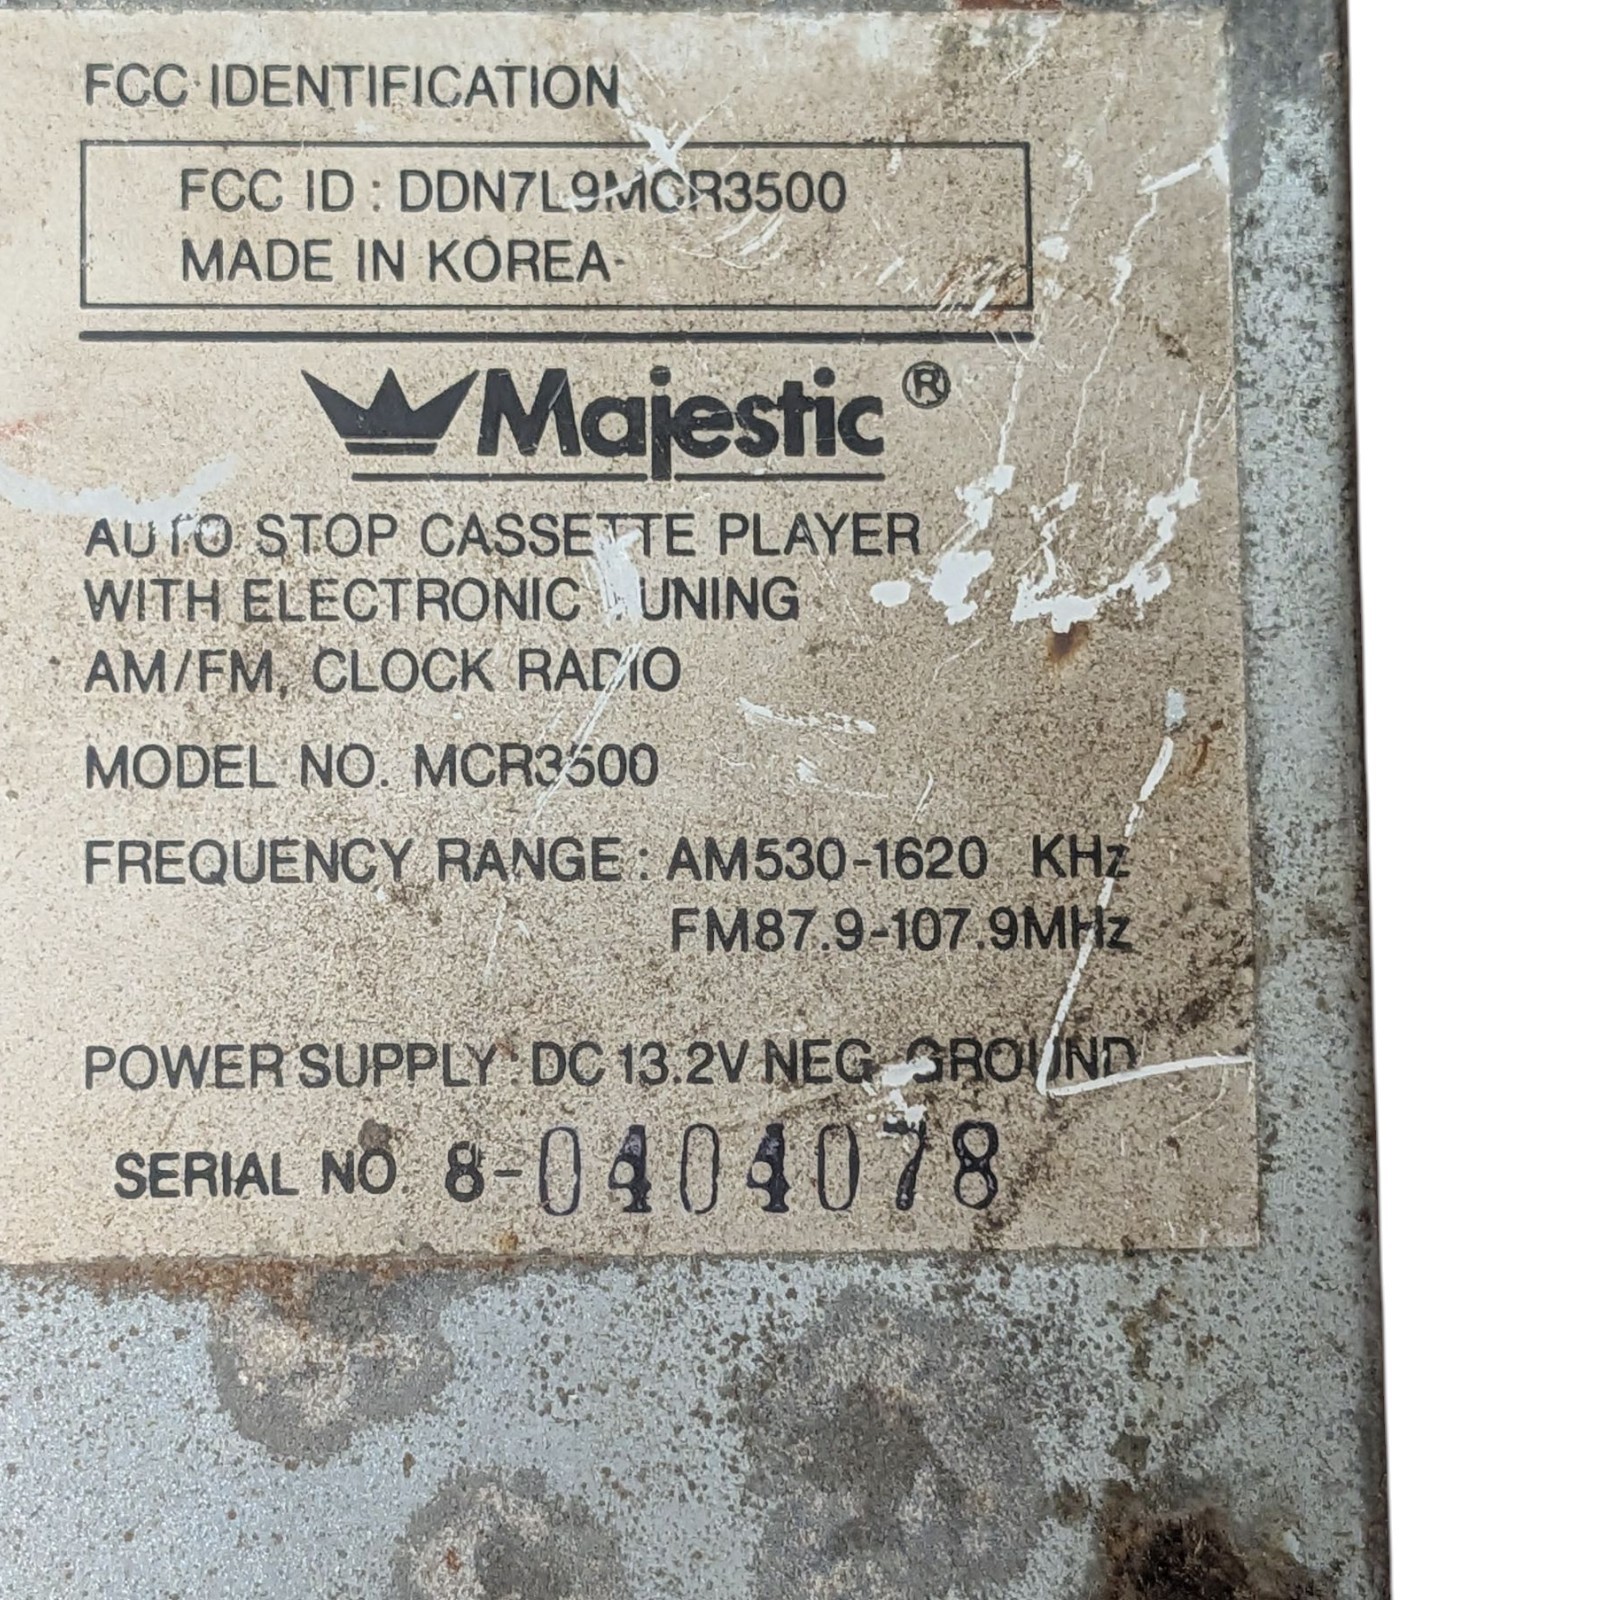 FCC IDENTIFICATION
FCC ID : DDN7L9MCR3500
MADE IN KOREA
Majestic ®
AUTO STOP CASSETTE PLAYER
WITH ELECTRONIC TUNING
AM/FM, CLOCK RADIO
MODEL NO. MCR3500
FREQUENCY RANGE : AM530-1620 KHz
FM87.9-107.9MHz
POWER SUPPLY : DC 13.2V NEG. GROUND
SERIAL NO. 8-0404078